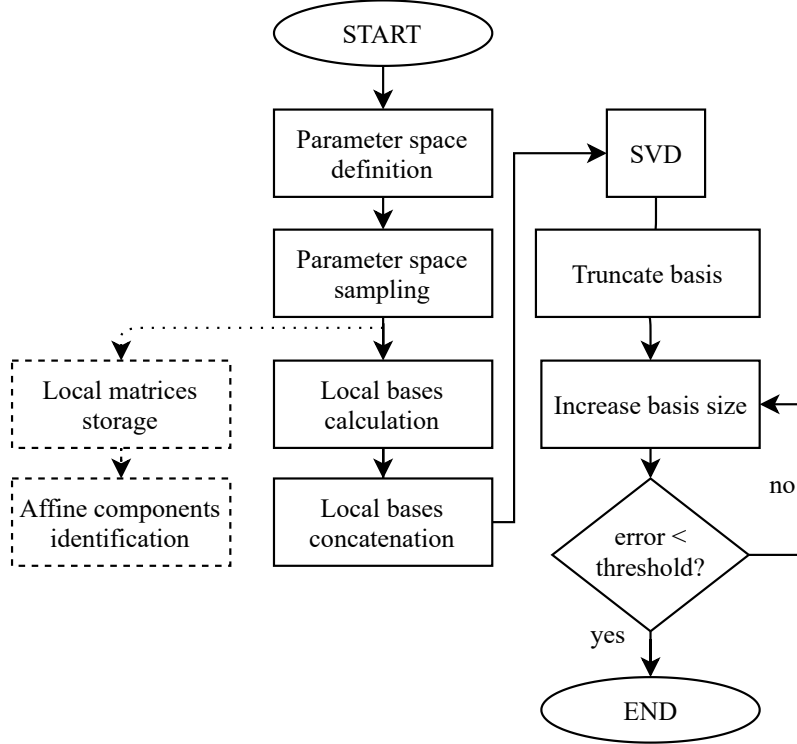 START
Parameter space
definition
Parameter space
sampling
Local matrices
storage
Affine components
identification
Local bases
calculation
Local bases
concatenation
SVD
Truncate basis
Increase basis size
no
error <
threshold?
yes
END